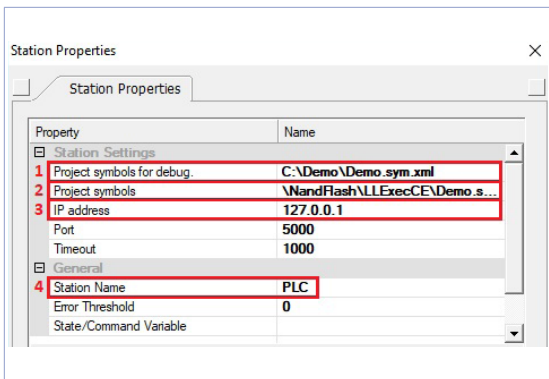 Station Properties
Station Properties
Property Name
Station Settings
1 Project symbols for debug. C:\Demo\Demo.sym.xml
2 Project symbols \NandFlash\LLExecCE\Demo.s...
3 IP address 127.0.0.1
Port 5000
Timeout 1000
General
4 Station Name PLC
Error Threshold 0
State/Command Variable